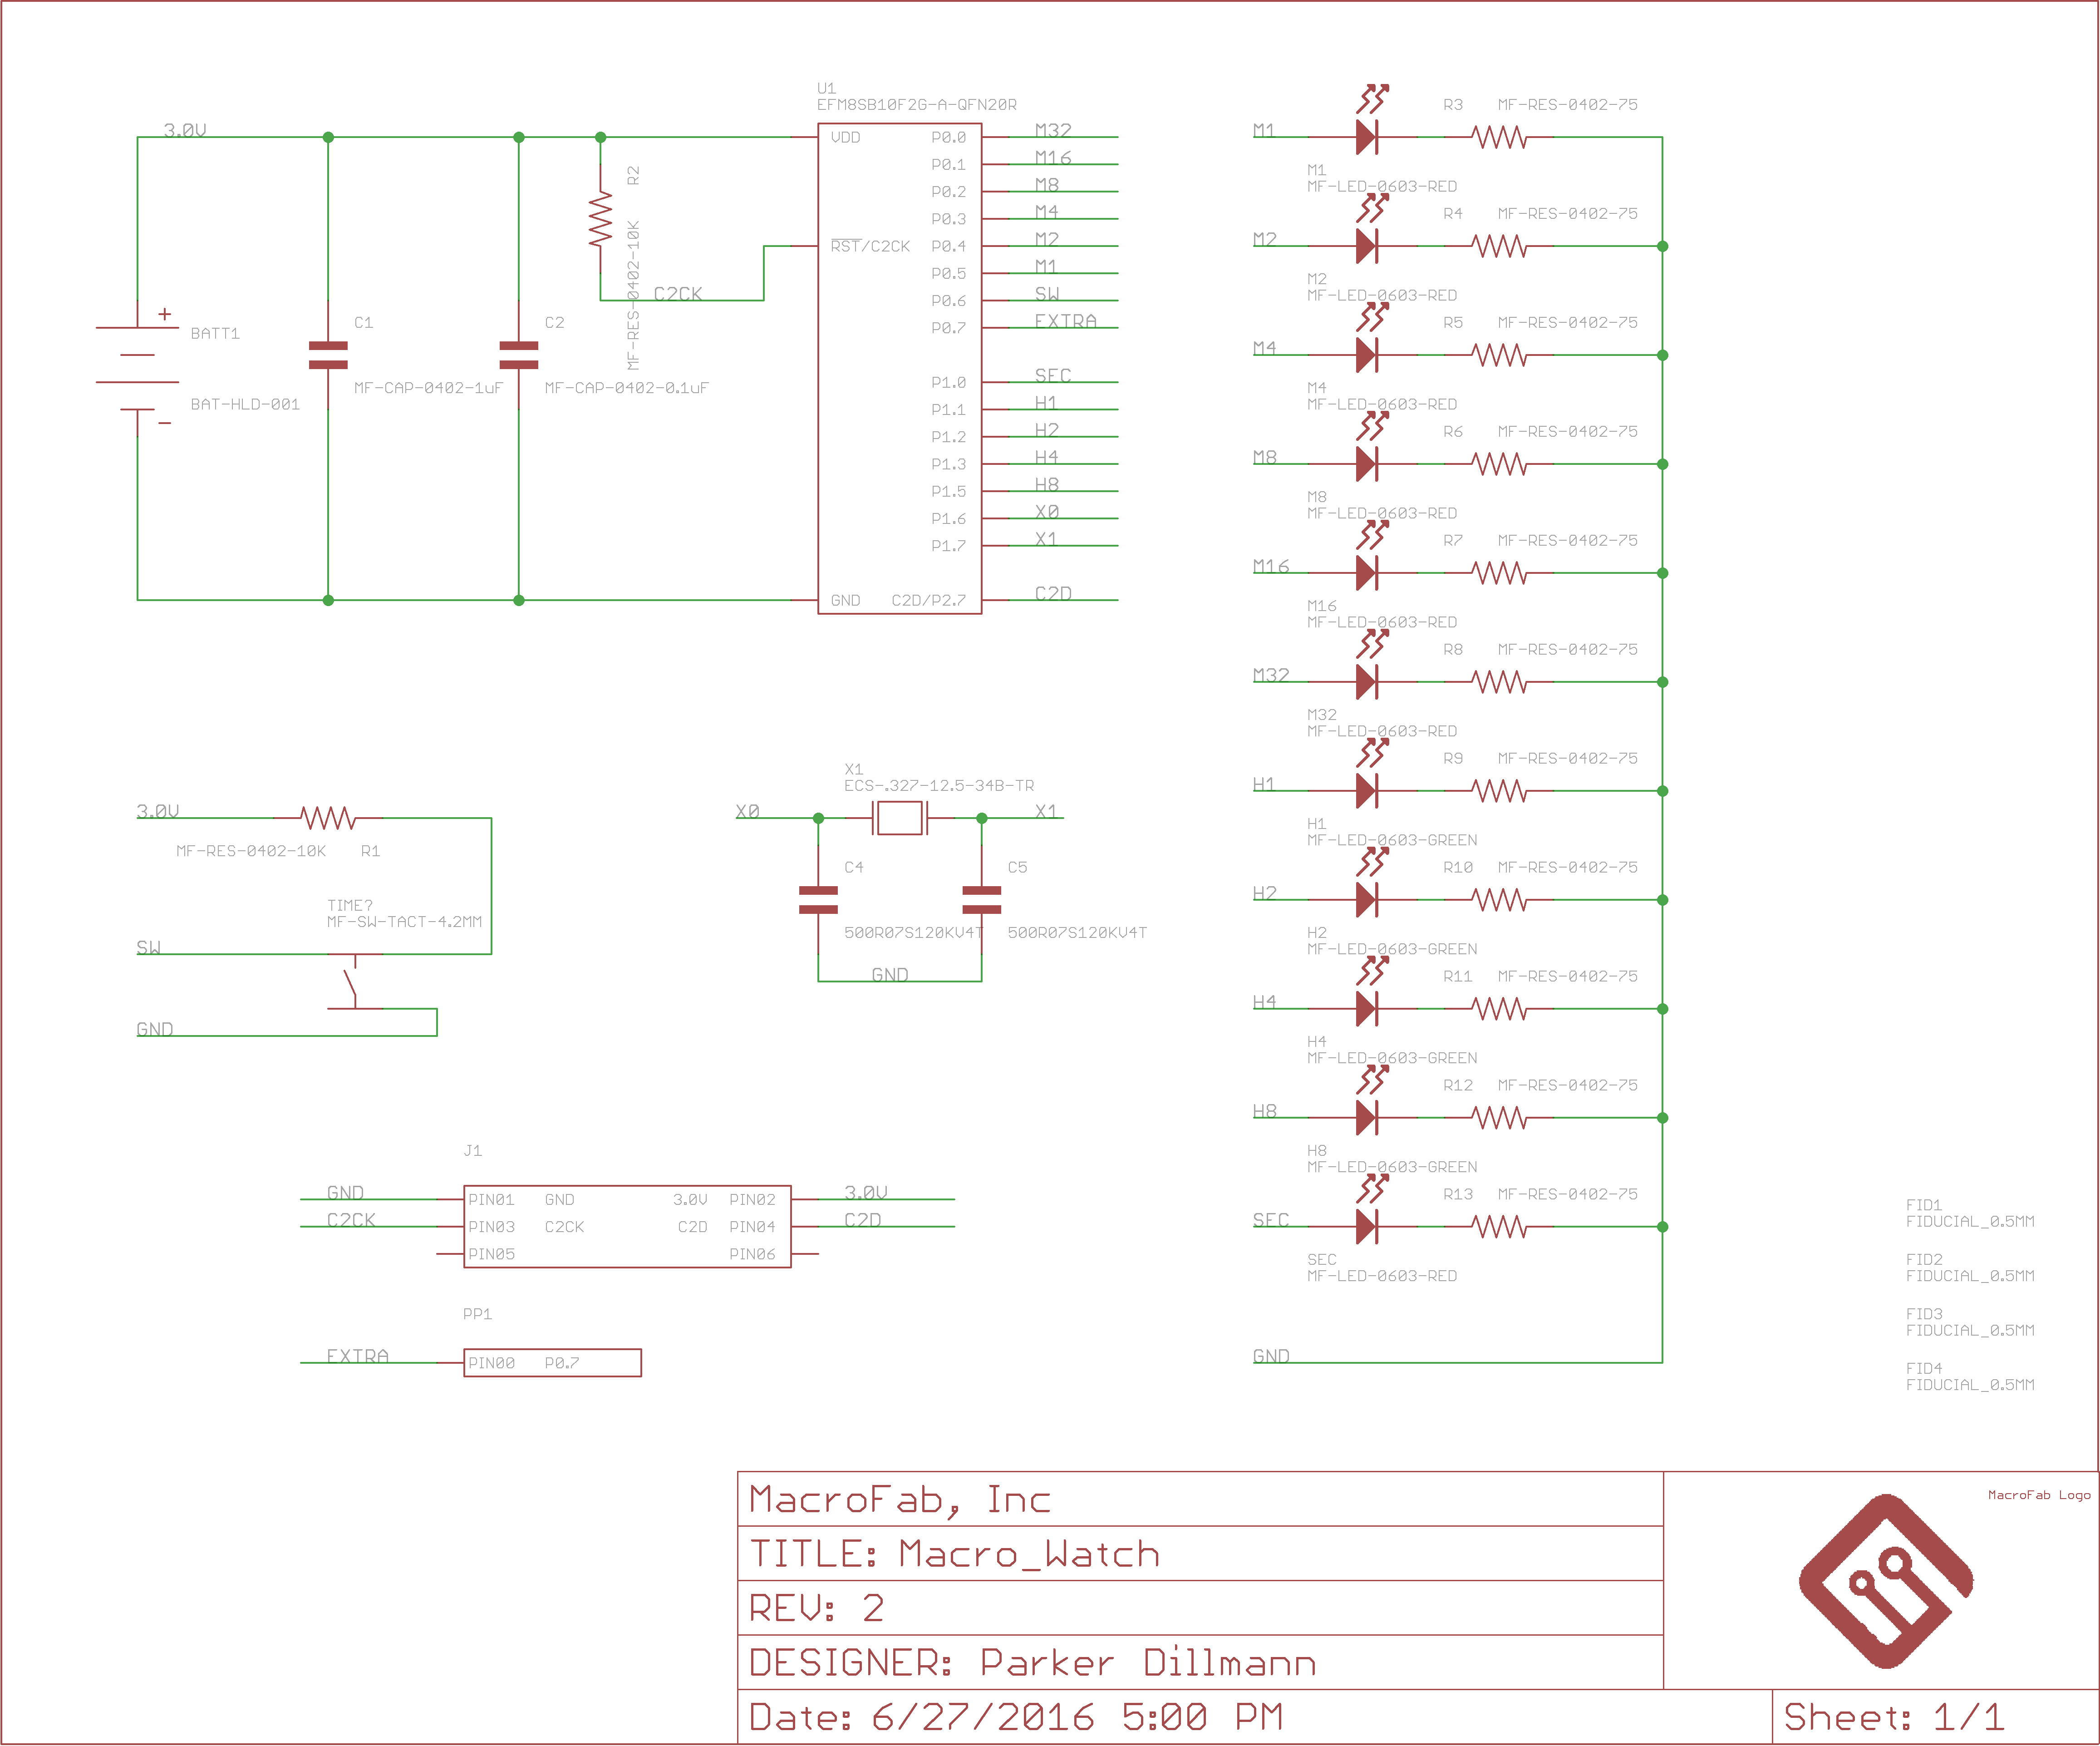 3.0V
BATT1
BAT-HLD-001
+
-
C1
MF-CAP-0402-1uF
C2
MF-CAP-0402-0.1uF
R2
MF-RES-0402-10K
C2CK
U1
EFM8SB10F2G-A-QFN20R
VDD P0.0 M32
P0.1 M16
P0.2 M8
P0.3 M4
RST/C2CK P0.4 M2
P0.5 M1
P0.6 SW
P0.7 EXTRA
P1.0 SEC
P1.1 H1
P1.2 H2
P1.3 H4
P1.5 H8
P1.6 X0
P1.7 X1
GND C2D/P2.7 C2D
3.0V
MF-RES-0402-10K R1
TIME?
MF-SW-TACT-4.2MM
SW
GND
X1
ECS-.327-12.5-34B-TR
X0 X1
C4 C5
500R07S120KV4T 500R07S120KV4T
GND
J1
GND PIN01 GND 3.0V PIN02 3.0V
C2CK PIN03 C2CK C2D PIN04 C2D
PIN05 PIN06
PP1
EXTRA PIN00 P0.7
R3 MF-RES-0402-75
M1
M1
MF-LED-0603-RED
R4 MF-RES-0402-75
M2
M2
MF-LED-0603-RED
R5 MF-RES-0402-75
M4
M4
MF-LED-0603-RED
R6 MF-RES-0402-75
M8
M8
MF-LED-0603-RED
R7 MF-RES-0402-75
M16
M16
MF-LED-0603-RED
R8 MF-RES-0402-75
M32
M32
MF-LED-0603-RED
R9 MF-RES-0402-75
H1
H1
MF-LED-0603-GREEN
R10 MF-RES-0402-75
H2
H2
MF-LED-0603-GREEN
R11 MF-RES-0402-75
H4
H4
MF-LED-0603-GREEN
R12 MF-RES-0402-75
H8
H8
MF-LED-0603-GREEN
R13 MF-RES-0402-75
SEC
SEC
MF-LED-0603-RED
GND
FID1
FIDUCIAL_0.5MM
FID2
FIDUCIAL_0.5MM
FID3
FIDUCIAL_0.5MM
FID4
FIDUCIAL_0.5MM
MacroFab, Inc
TITLE: Macro_Watch
REV: 2
DESIGNER: Parker Dillmann
Date: 6/27/2016 5:00 PM
MacroFab Logo
Sheet: 1/1